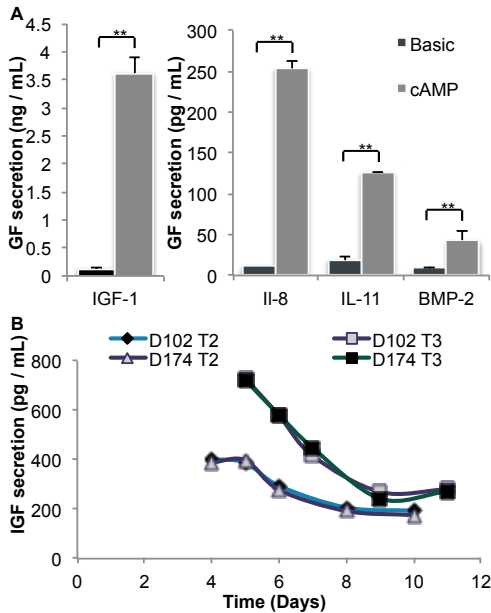 A
GF secretion (ng / mL)
4.5
4
3.5
3
2.5
2
1.5
1
0.5
0
**
IGF-1
GF secretion (pg / mL)
300
250
200
150
100
50
0
**
**
**
Il-8
IL-11
BMP-2
Basic
cAMP
B
D102 T2
D102 T3
D174 T2
D174 T3
IGF secretion (pg / mL)
800
600
400
200
0
0 2 4 6 8 10 12
Time (Days)